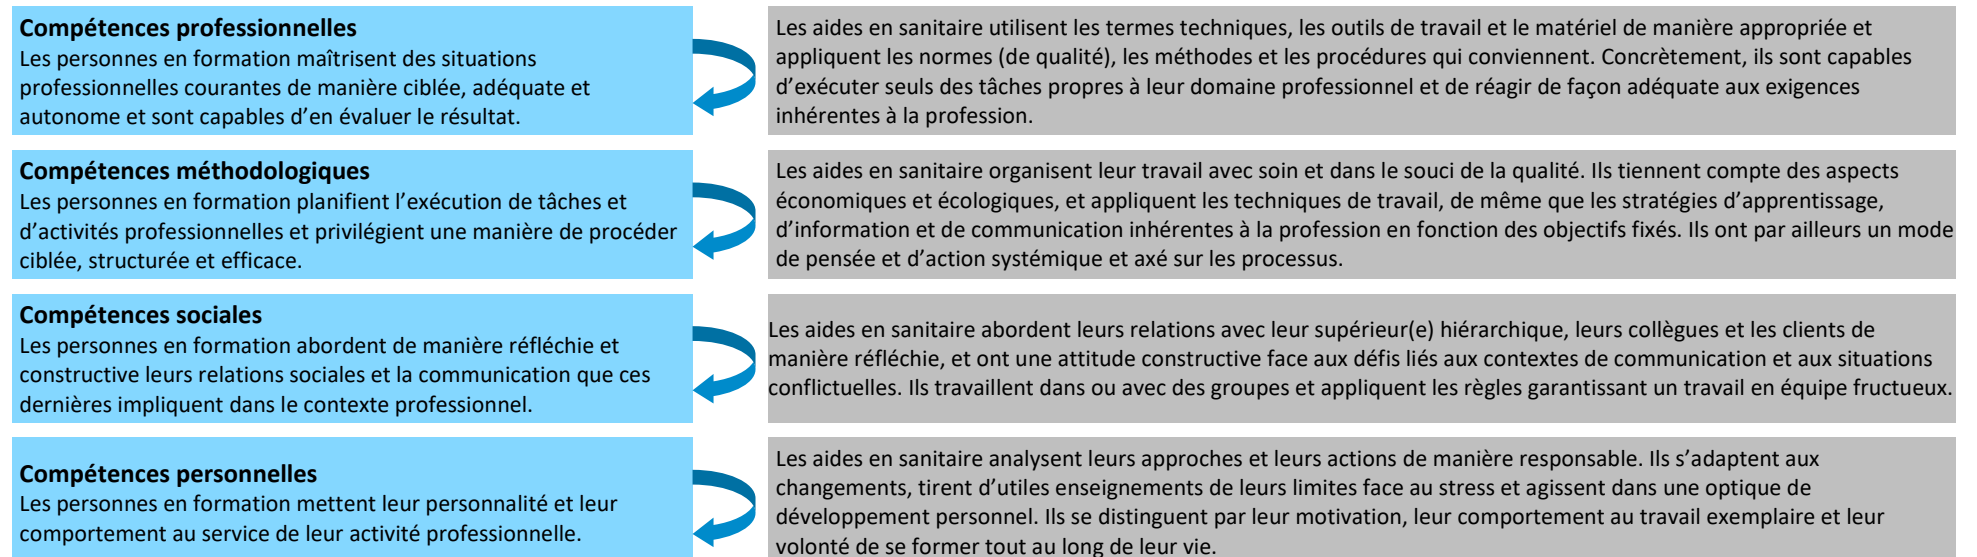 Compétences professionnelles
Les personnes en formation maîtrisent des situations
professionnelles courantes de manière ciblée, adéquate et
autonome et sont capables d'en évaluer le résultat.
Les aides en sanitaire utilisent les termes techniques, les outils de travail et le matériel de manière appropriée et
appliquent les normes (de qualité), les méthodes et les procédures qui conviennent. Concrètement, ils sont capables
d'exécuter seuls des tâches propres à leur domaine professionnel et de réagir de façon adéquate aux exigences
inhérentes à la profession.
Compétences méthodologiques
Les personnes en formation planifient l'exécution de tâches et
d'activités professionnelles et privilégient une manière de procéder
ciblée, structurée et efficace.
Les aides en sanitaire organisent leur travail avec soin et dans le souci de la qualité. Ils tiennent compte des aspects
économiques et écologiques, et appliquent les techniques de travail, de même que les stratégies d'apprentissage,
d'information et de communication inhérentes à la profession en fonction des objectifs fixés. Ils ont par ailleurs un mode
de pensée et d'action systémique et axé sur les processus.
Compétences sociales
Les personnes en formation abordent de manière réfléchie et
constructive leurs relations sociales et la communication que ces
dernières impliquent dans le contexte professionnel.
Les aides en sanitaire abordent leurs relations avec leur supérieur(e) hiérarchique, leurs collègues et les clients de
manière réfléchie, et ont une attitude constructive face aux défis liés aux contextes de communication et aux situations
conflictuelles. Ils travaillent dans ou avec des groupes et appliquent les règles garantissant un travail en équipe fructueux.
Compétences personnelles
Les personnes en formation mettent leur personnalité et leur
comportement au service de leur activité professionnelle.
Les aides en sanitaire analysent leurs approches et leurs actions de manière responsable. Ils s'adaptent aux
changements, tirent d'utiles enseignements de leurs limites face au stress et agissent dans une optique de
développement personnel. Ils se distinguent par leur motivation, leur comportement au travail exemplaire et leur
volonté de se former tout au long de leur vie.